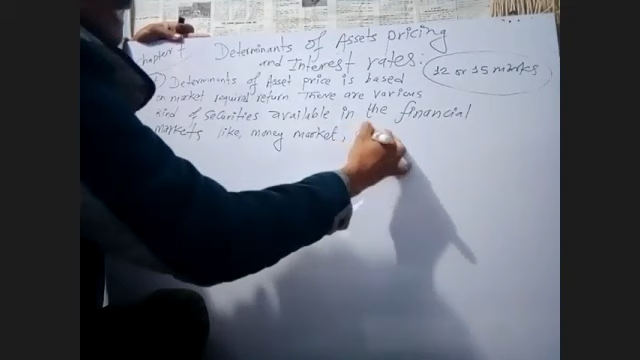 Chapter
Determinants of Assets pricing
and Interest rates.
12 or 15 marks
1) Determinants of Asset price is based
on market required return There are various
kind of securities available in the financial
markets like, money market,